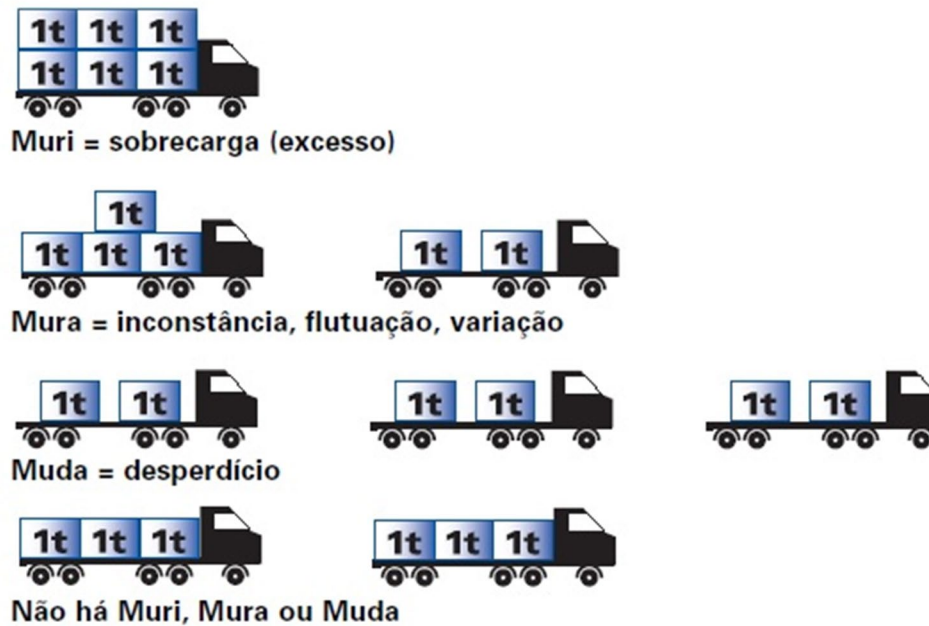 1t 1t 1t
1t 1t 1t
Muri = sobrecarga (excesso)
1t
1t 1t 1t 1t 1t
Mura = inconstância, flutuação, variação
1t 1t 1t 1t 1t 1t
Muda = desperdício
1t 1t 1t 1t 1t 1t
Não há Muri, Mura ou Muda